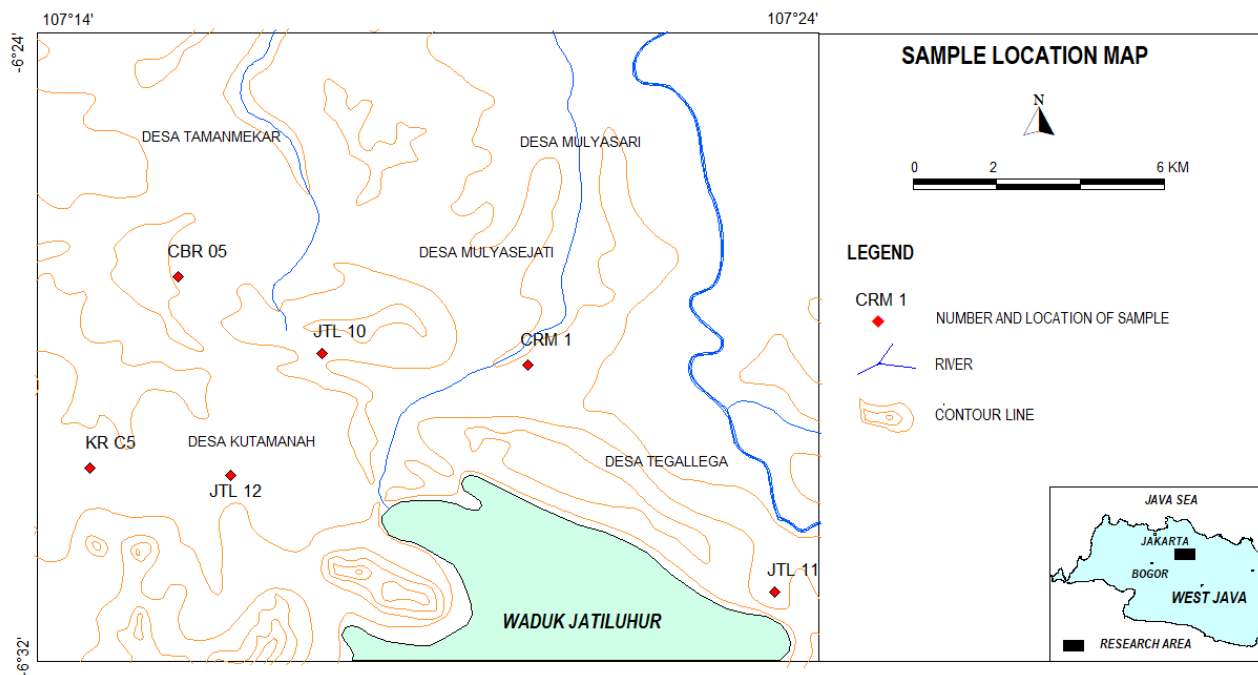 107°14'
107°24'
-6°24'
-6°32'
DESA TAMANMEKAR
DESA MULYASARI
CBR 05
DESA MULYASEJATI
JTL 10
CRM 1
KR C5
DESA KUTAMANAH
JTL 12
DESA TEGALLEGA
JTL 11
WADUK JATILUHUR
SAMPLE LOCATION MAP
N
0 2 6 KM
LEGEND
CRM 1
NUMBER AND LOCATION OF SAMPLE
RIVER
CONTOUR LINE
JAVA SEA
JAKARTA
BOGOR
WEST JAVA
RESEARCH AREA